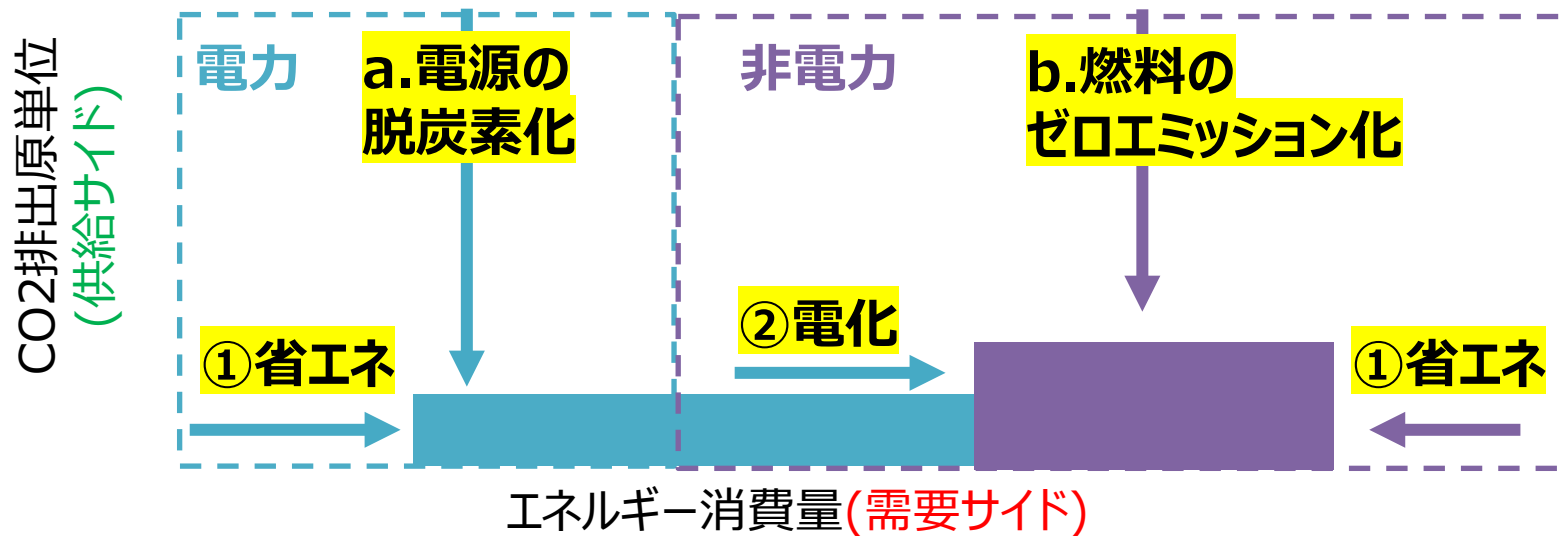 CO2排出原単位
(供給サイド)
電力
a.電源の
脱炭素化
非電力
b.燃料の
ゼロエミッション化
①省エネ
②電化
①省エネ
エネルギー消費量(需要サイド)